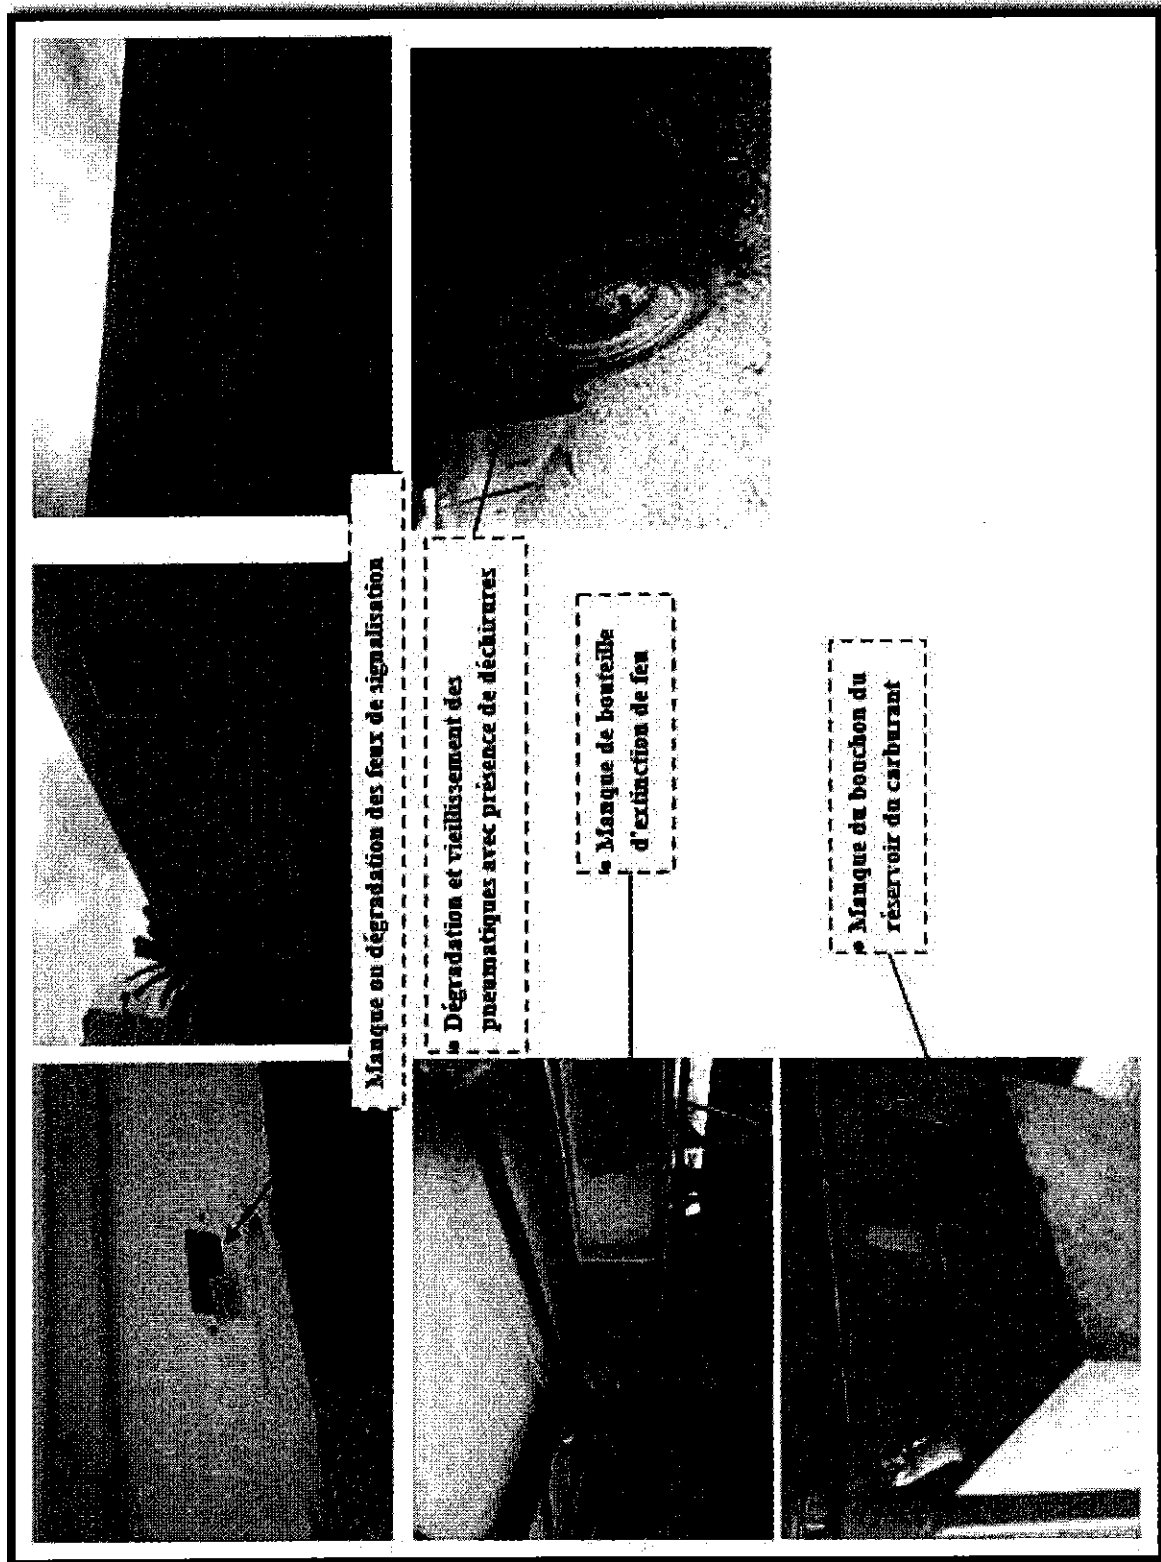 Manque ou dégradation des feux de signalisation
• Dégradation et vieillissement des
pneumatiques avec présence de déchirures
• Manque de bouteille
d'extinction de feu
• Manque du bouchon du
réservoir du carburant